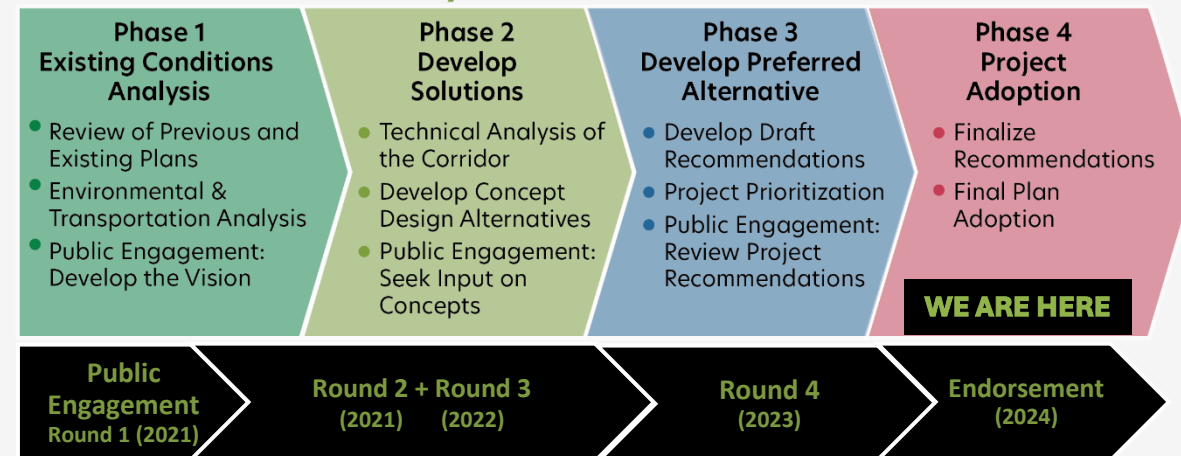 Phase 1
Existing Conditions
Analysis
Review of Previous and
Existing Plans
Environmental &
Transportation Analysis
Public Engagement:
Develop the Vision
Phase 2
Develop
Solutions
Technical Analysis of
the Corridor
Develop Concept
Design Alternatives
Public Engagement:
Seek Input on
Concepts
Phase 3
Develop Preferred
Alternative
Develop Draft
Recommendations
Project Prioritization
Public Engagement:
Review Project
Recommendations
Phase 4
Project
Adoption
Finalize
Recommendations
Final Plan
Adoption
WE ARE HERE
Public
Engagement
Round 1 (2021)
Round 2 + Round 3
(2021) (2022)
Round 4
(2023)
Endorsement
(2024)